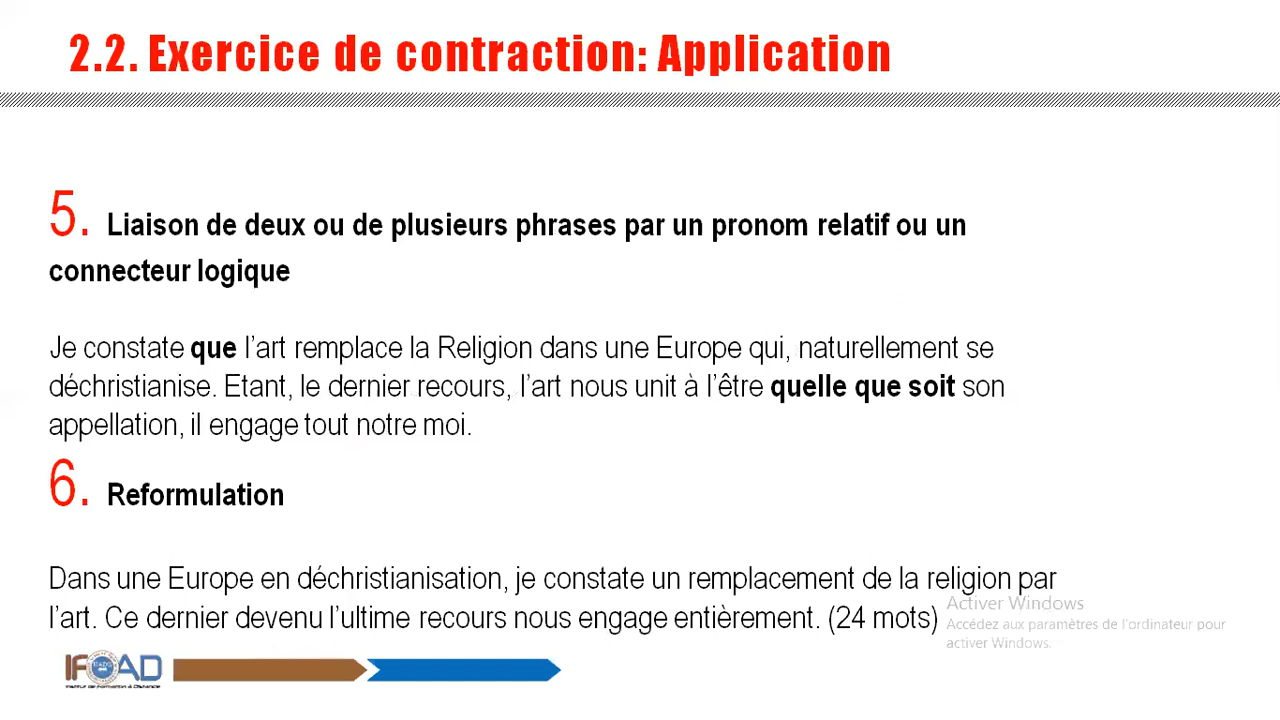 2.2. Exercice de contraction: Application
5. Liaison de deux ou de plusieurs phrases par un pronom relatif ou un
connecteur logique
Je constate que l’art remplace la Religion dans une Europe qui, naturellement se
déchristianise. Etant, le dernier recours, l’art nous unit à l’être quelle que soit son
appellation, il engage tout notre moi.
6. Reformulation
Dans une Europe en déchristianisation, je constate un remplacement de la religion par
l’art. Ce dernier devenu l’ultime recours nous engage entièrement. (24 mots)
Activer Windows
Accédez aux paramètres de l'ordinateur pour
activer Windows.
IFOAD
Institut de Formation à Distance